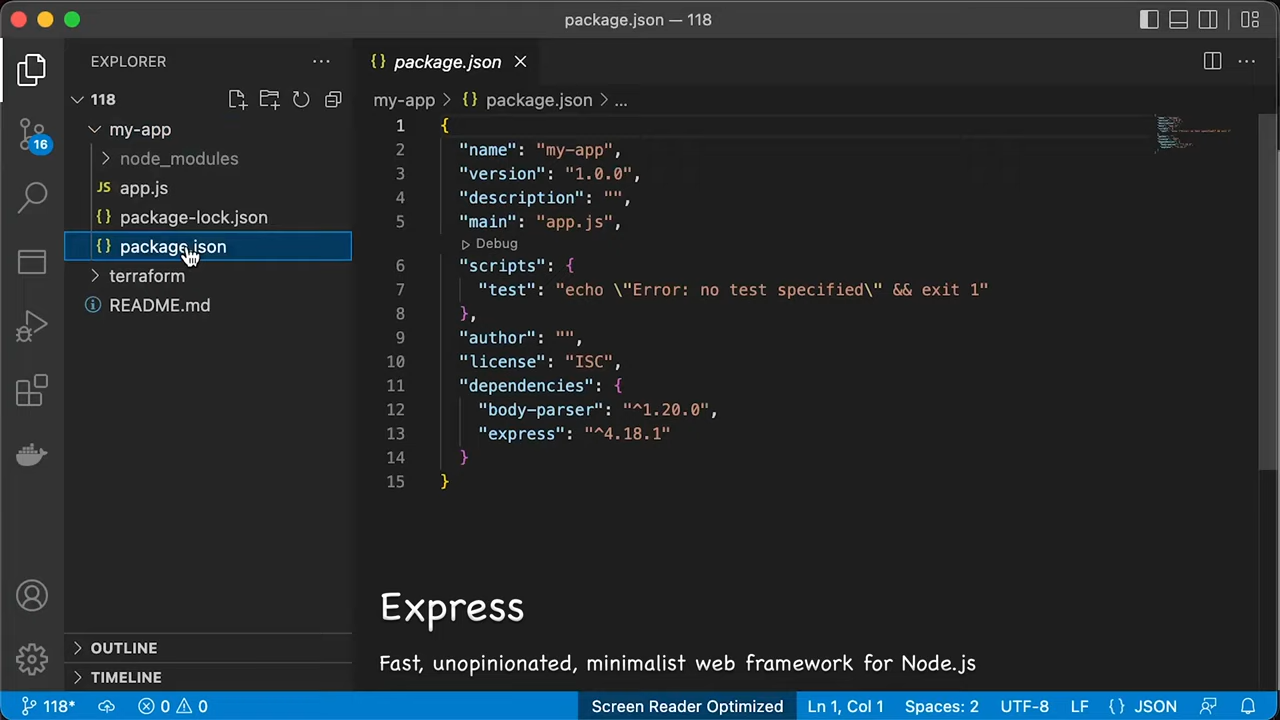 package.json — 118
EXPLORER
118
my-app
node_modules
JS app.js
{} package-lock.json
{} package.json
terraform
README.md
OUTLINE
TIMELINE
16
{} package.json
my-app > {} package.json > ...
1 {
2 "name": "my-app",
3 "version": "1.0.0",
4 "description": "",
5 "main": "app.js",
Debug
6 "scripts": {
7 "test": "echo \"Error: no test specified\" && exit 1"
8 },
9 "author": "",
10 "license": "ISC",
11 "dependencies": {
12 "body-parser": "^1.20.0",
13 "express": "^4.18.1"
14 }
15 }
Express
Fast, unopinionated, minimalist web framework for Node.js
118* 0 0 Screen Reader Optimized Ln 1, Col 1 Spaces: 2 UTF-8 LF {} JSON